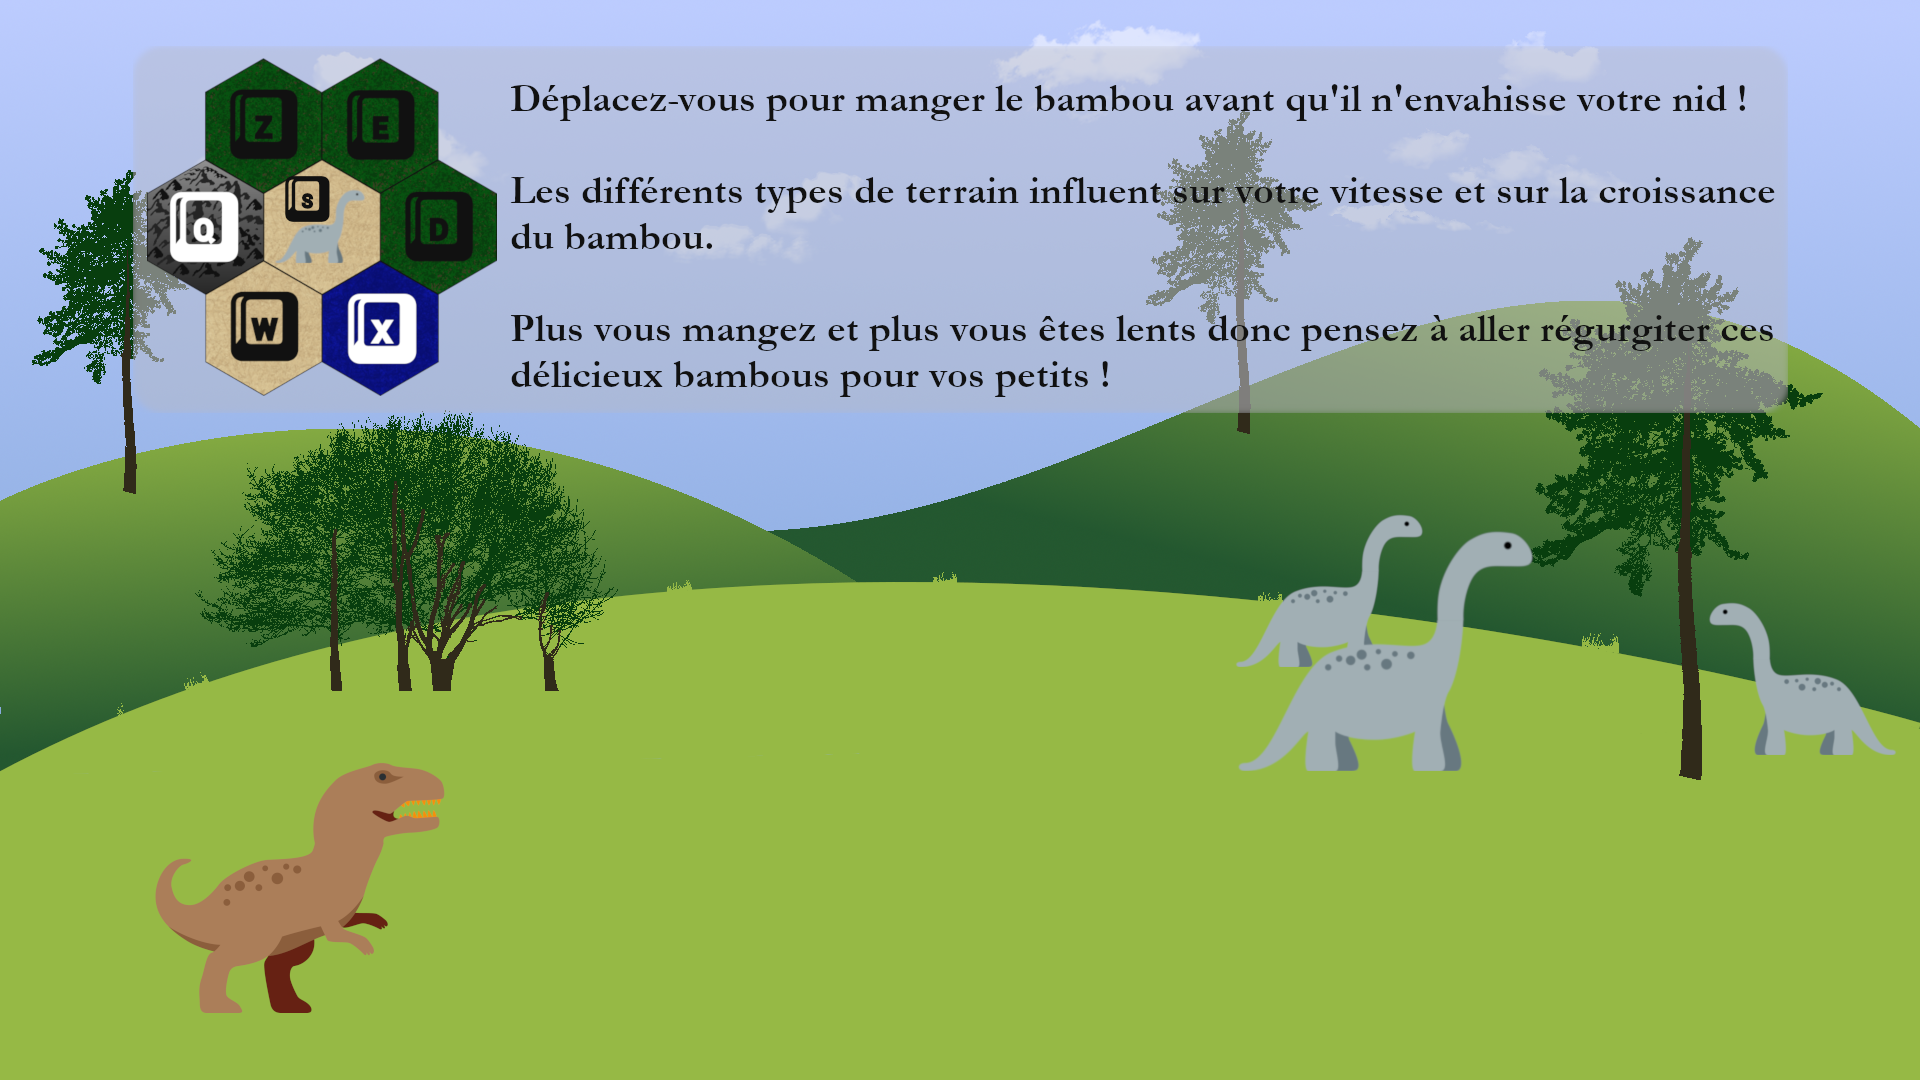 Z E
Q S D
W X
Déplacez-vous pour manger le bambou avant qu'il n'envahisse votre nid !
Les différents types de terrain influent sur votre vitesse et sur la croissance
du bambou.
Plus vous mangez et plus vous êtes lents donc pensez à aller régurgiter ces
délicieux bambous pour vos petits !